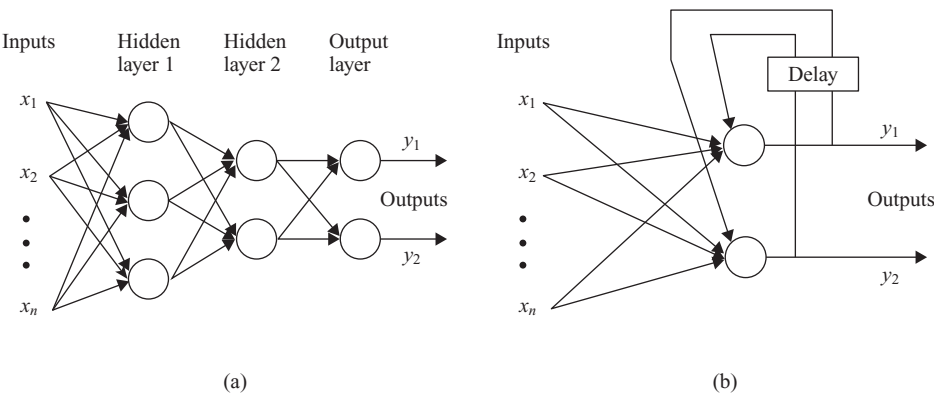 Inputs
Hidden
layer 1
Hidden
layer 2
Output
layer
x1
x2
xn
y1
Outputs
y2
(a)
Inputs
Delay
x1
x2
xn
y1
Outputs
y2
(b)